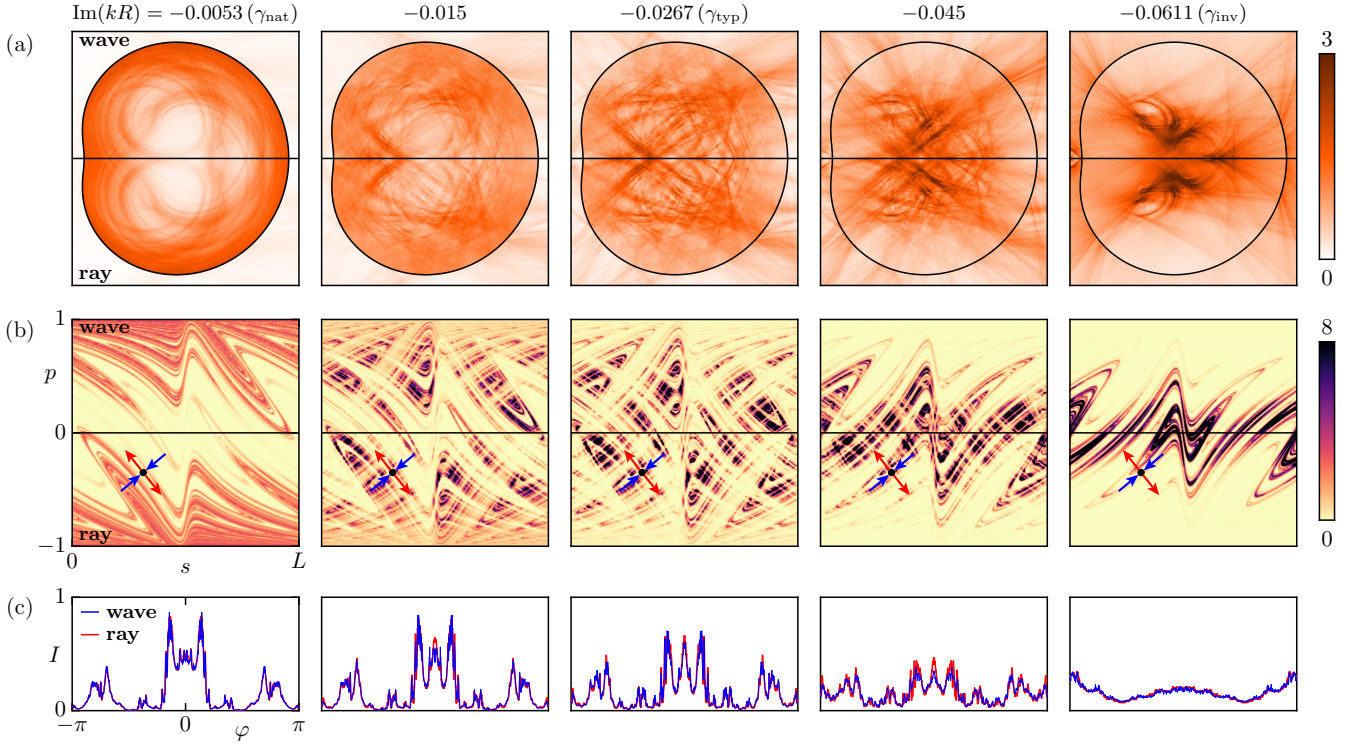 Im(kR) = −0.0053 (γnat) −0.015 −0.0267 (γtyp) −0.045 −0.0611 (γinv)
(a) wave 3
ray 0
(b) 1 wave 8
p
0
ray 0
−1
0 s L
(c) 1 wave
ray
I
0
−π 0 φ π